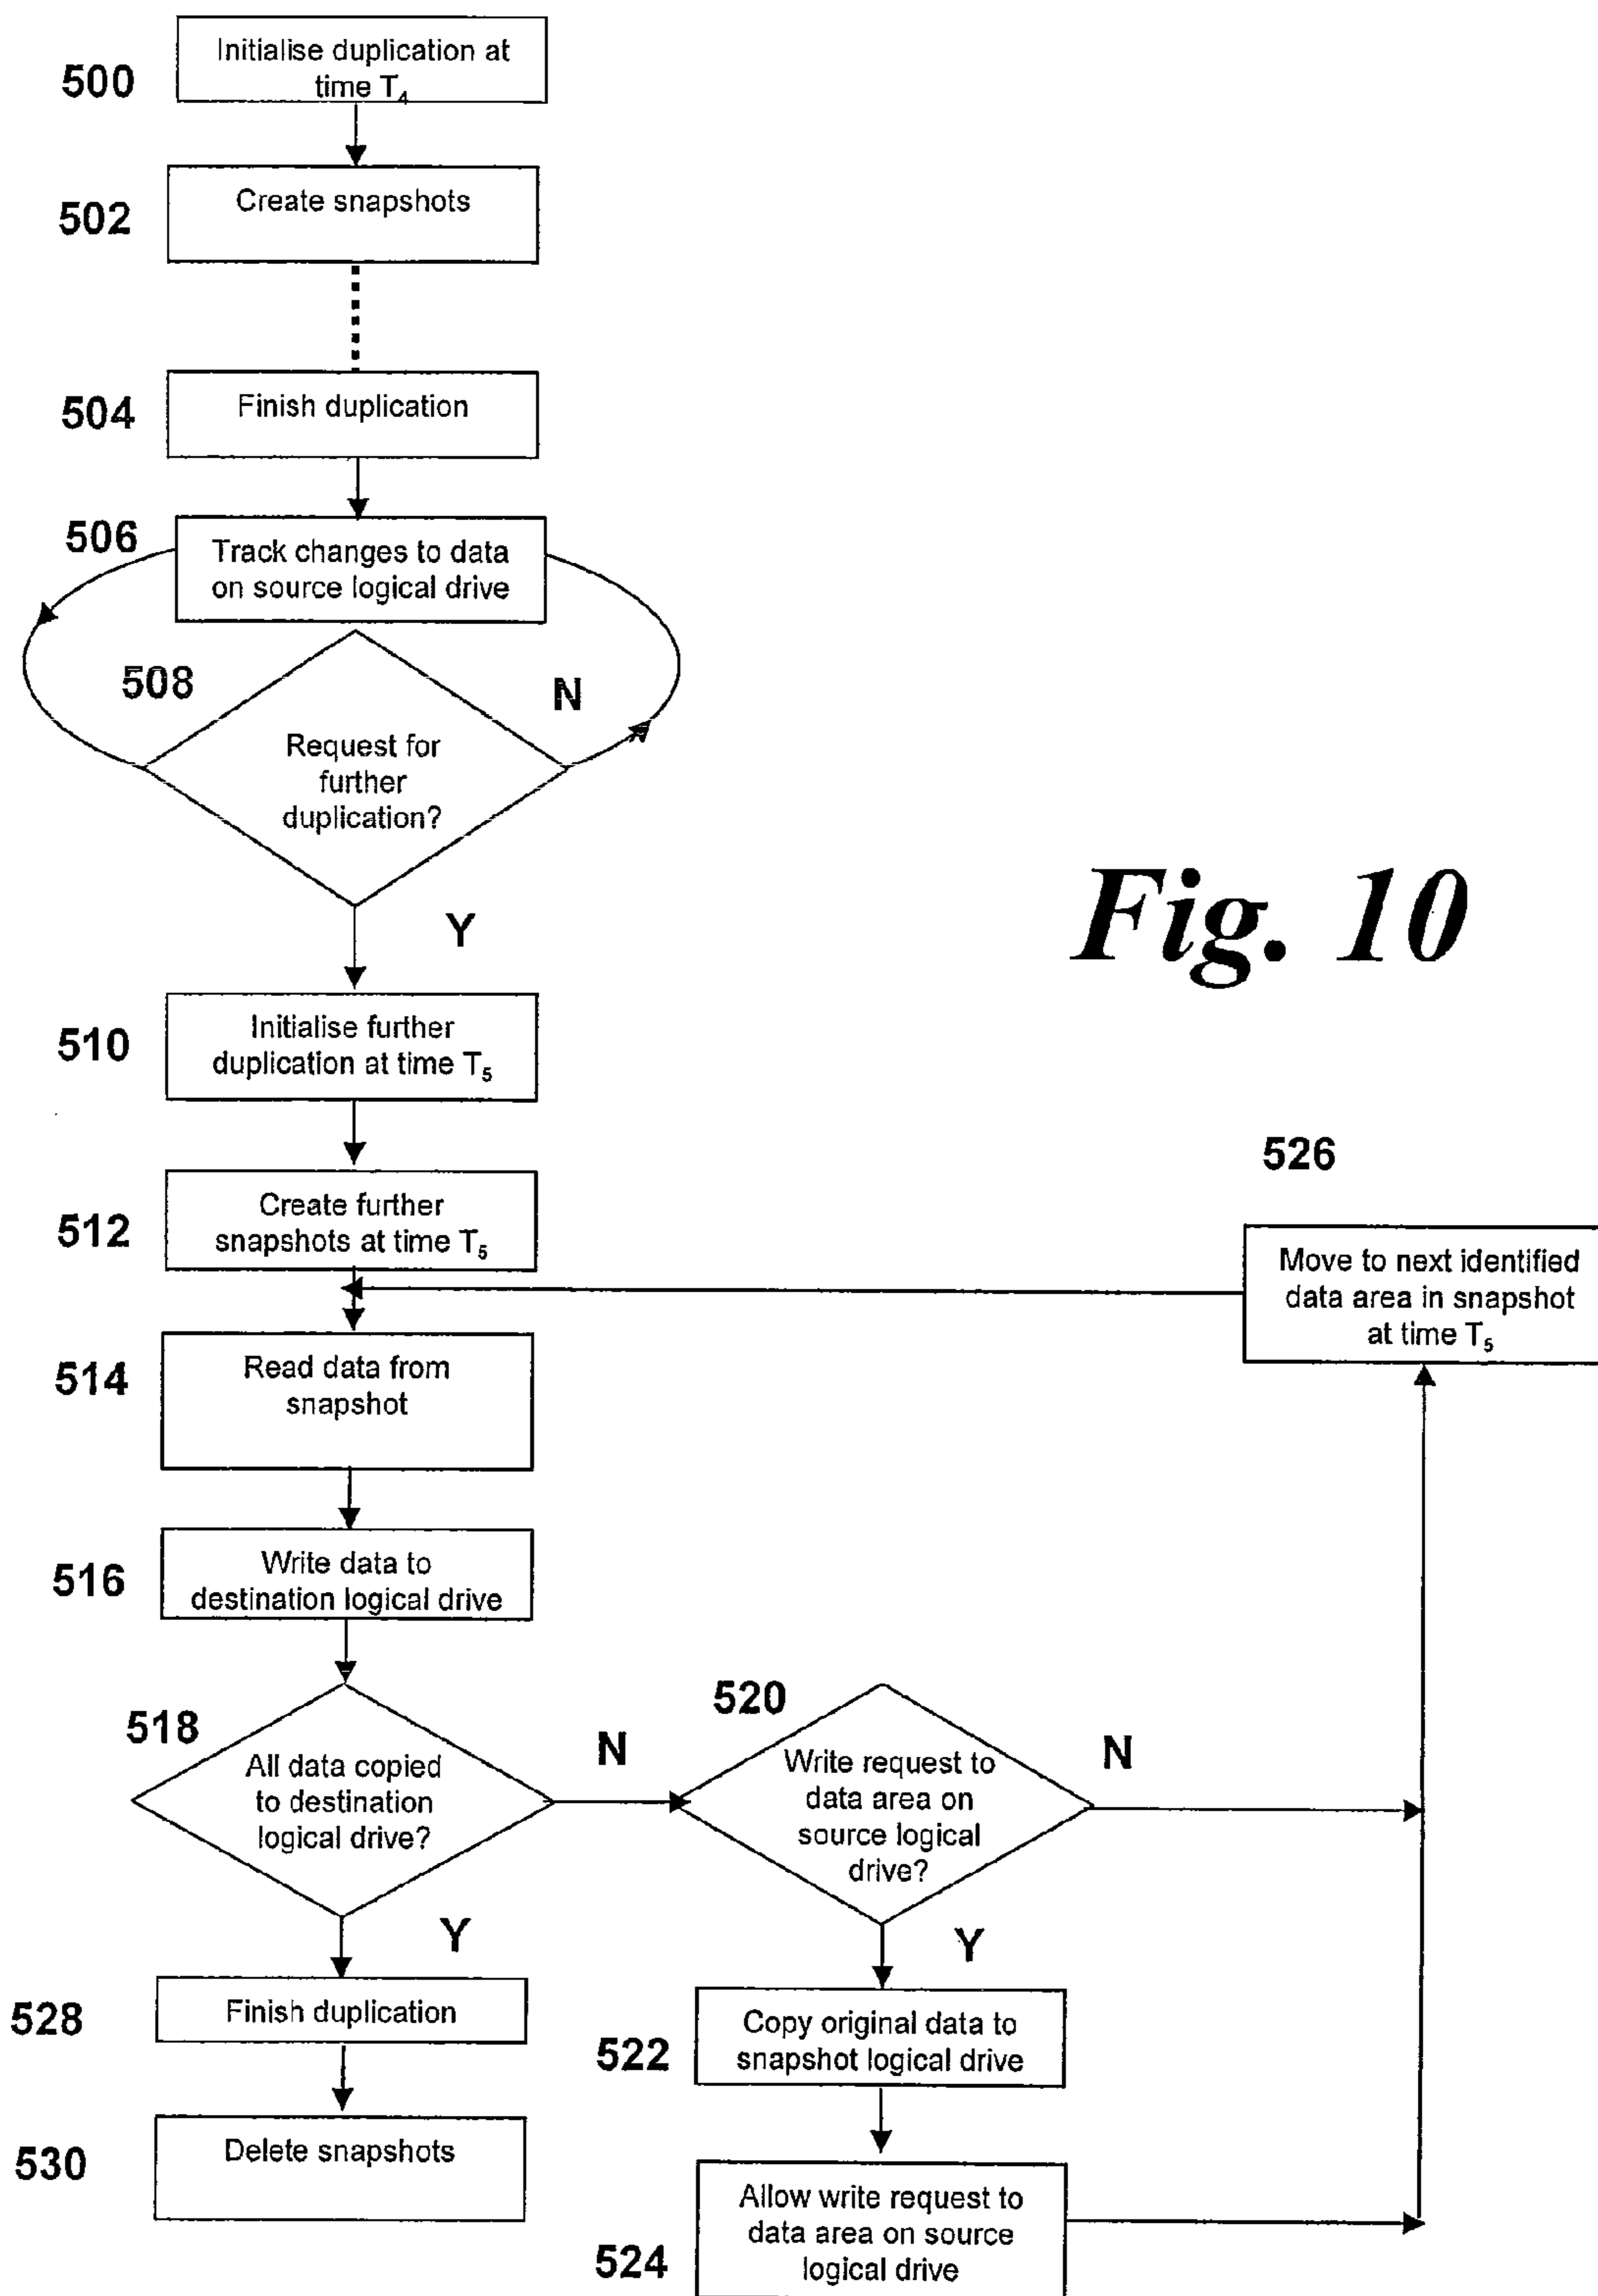 500
Initialise duplication at
time T₄
502
Create snapshots
504
Finish duplication
506
Track changes to data
on source logical drive
508
N
Request for
further
duplication?
Y
Fig. 10
510
Initialise further
duplication at time T₅
512
Create further
snapshots at time T₅
526
Move to next identified
data area in snapshot
at time T₅
514
Read data from
snapshot
516
Write data to
destination logical drive
518
All data copied
to destination
logical drive?
N
520
Write request to
data area on
source logical
drive?
N
Y
Y
528
Finish duplication
522
Copy original data to
snapshot logical drive
530
Delete snapshots
524
Allow write request to
data area on source
logical drive